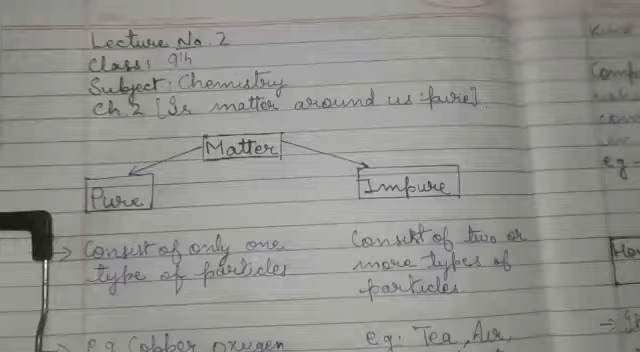 Lecture No. 2
Class: 9th
Subject: Chemistry
Ch. 2 [Is matter around us pure].
Matter
Pure
Impure
→ Consist of only one
type of particles
Consist of two or
more types of
particles
→ e.g. Copper oxygen
e.g: Tea, Air,
e.g